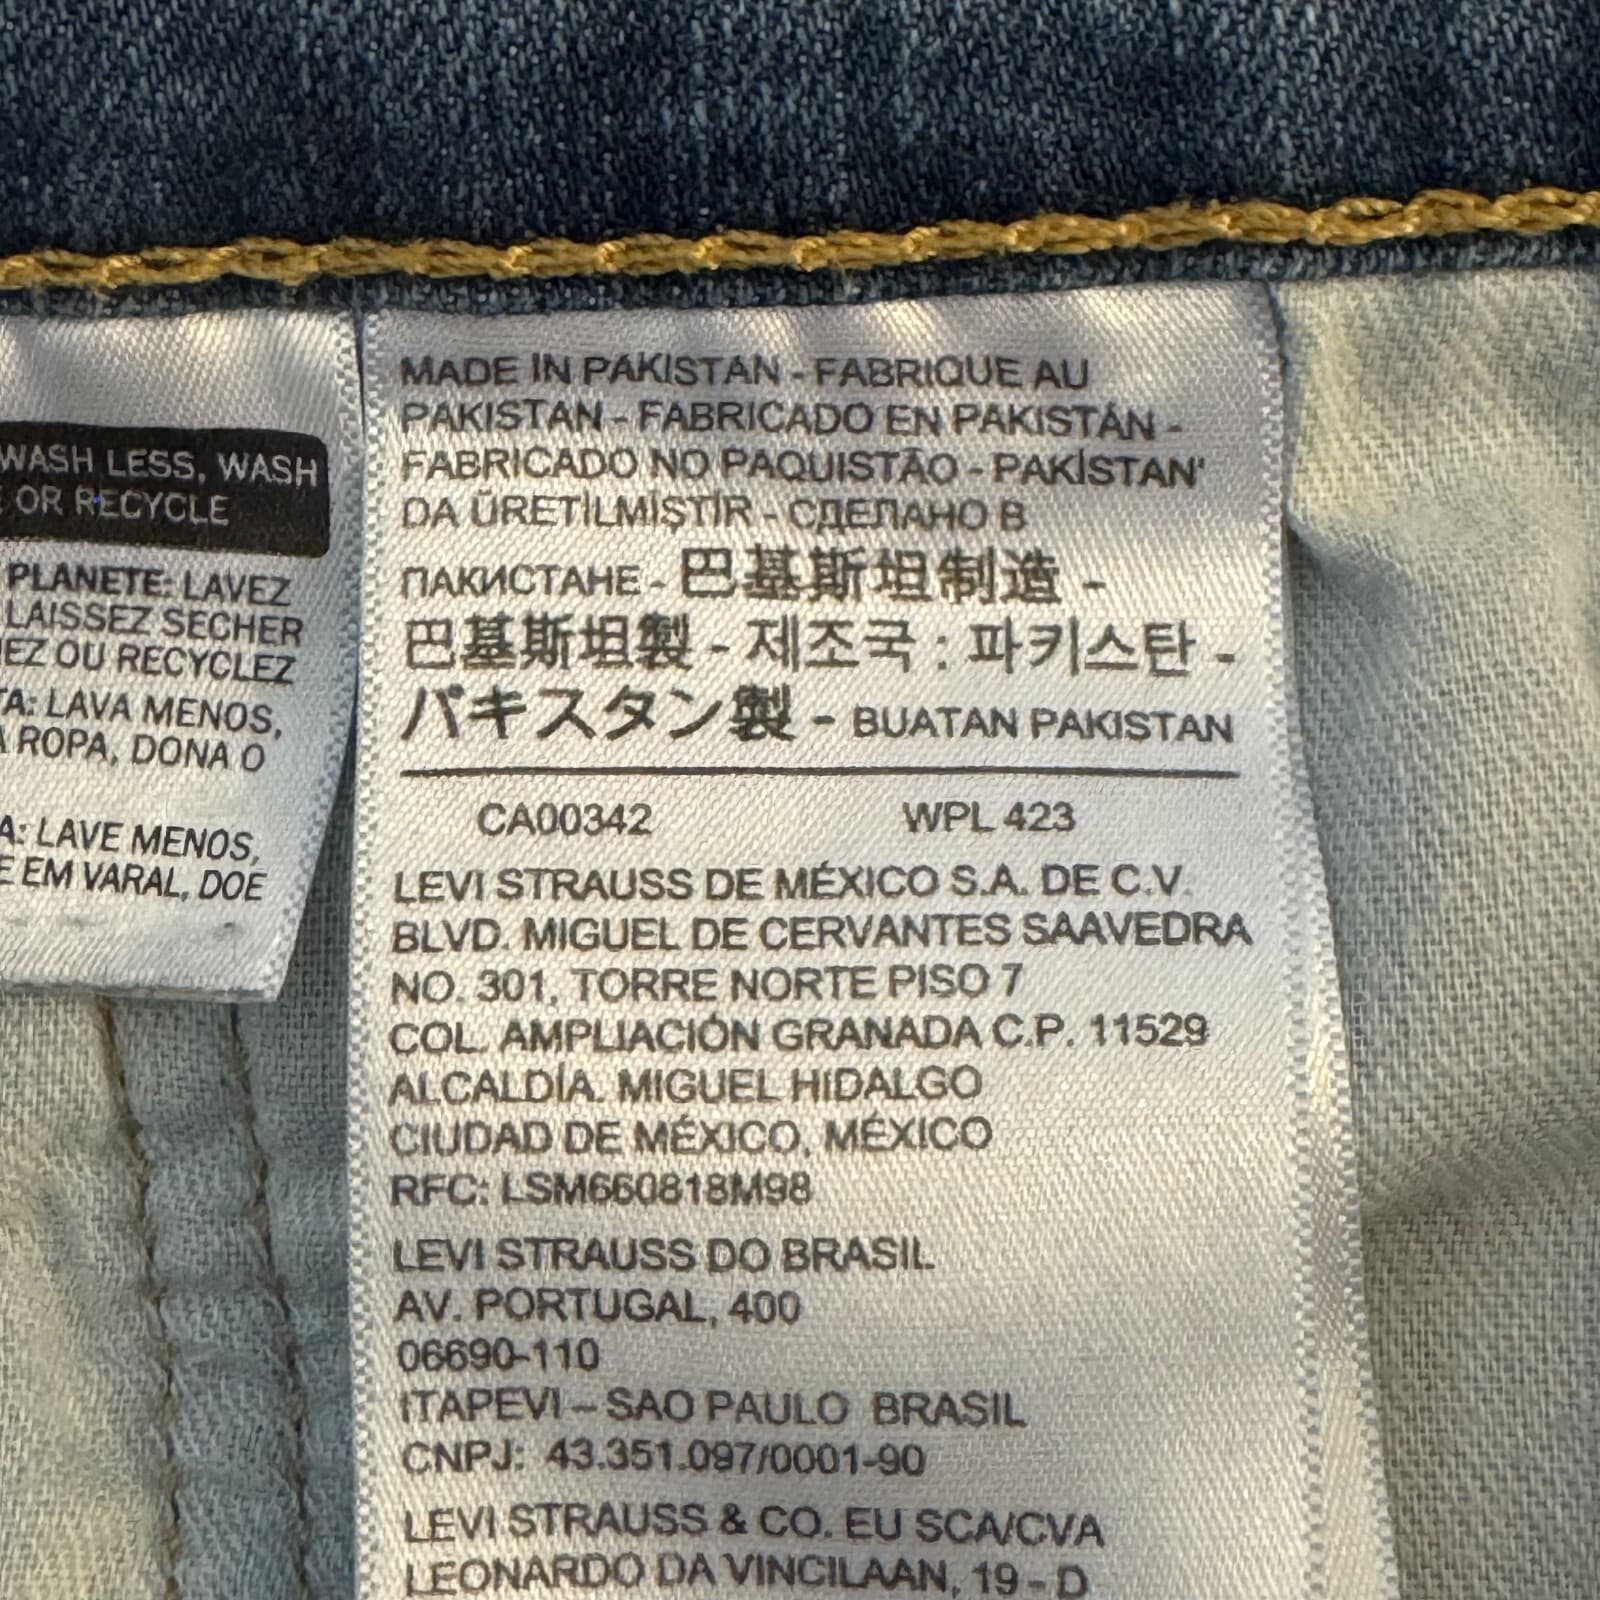 WASH LESS, WASH
OR RECYCLE
PLANETE: LAVEZ
LAISSEZ SECHER
EZ OU RECYCLEZ
TA: LAVA MENOS,
A ROPA, DONA O
A: LAVE MENOS,
E EM VARAL, DOE
MADE IN PAKISTAN - FABRIQUE AU
PAKISTAN - FABRICADO EN PAKISTÁN -
FABRICADO NO PAQUISTÃO - PAKİSTAN'
DA ÜRETİLMİŞTİR - СДЕЛАНО В
ПАКИСТАНЕ - 巴基斯坦制造 -
巴基斯坦製 - 제조국 : 파키스탄 -
パキスタン製 - BUATAN PAKISTAN
CA00342 WPL 423
LEVI STRAUSS DE MÉXICO S.A. DE C.V.
BLVD. MIGUEL DE CERVANTES SAAVEDRA
NO. 301, TORRE NORTE PISO 7
COL. AMPLIACIÓN GRANADA C.P. 11529
ALCALDÍA. MIGUEL HIDALGO
CIUDAD DE MÉXICO, MÉXICO
RFC: LSM660818M98
LEVI STRAUSS DO BRASIL
AV. PORTUGAL, 400
06690-110
ITAPEVI – SAO PAULO BRASIL
CNPJ: 43.351.097/0001-90
LEVI STRAUSS & CO. EU SCA/CVA
LEONARDO DA VINCILAAN, 19 - D